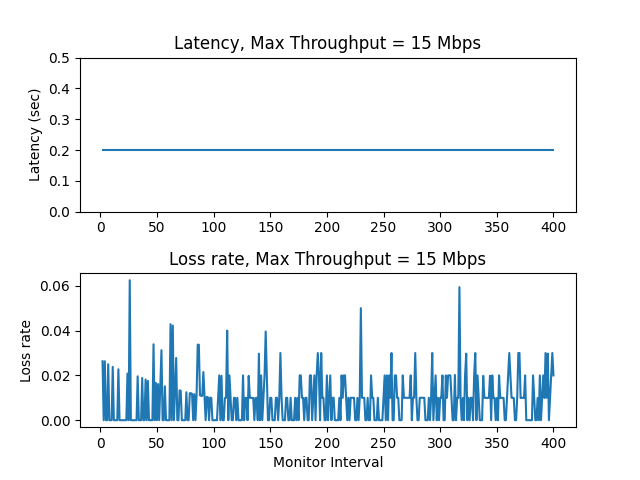 Latency, Max Throughput = 15 Mbps
0.5
0.4
0.3
0.2
0.1
0.0
Latency (sec)
0 50 100 150 200 250 300 350 400
Loss rate, Max Throughput = 15 Mbps
0.06
0.04
0.02
0.00
Loss rate
0 50 100 150 200 250 300 350 400
Monitor Interval